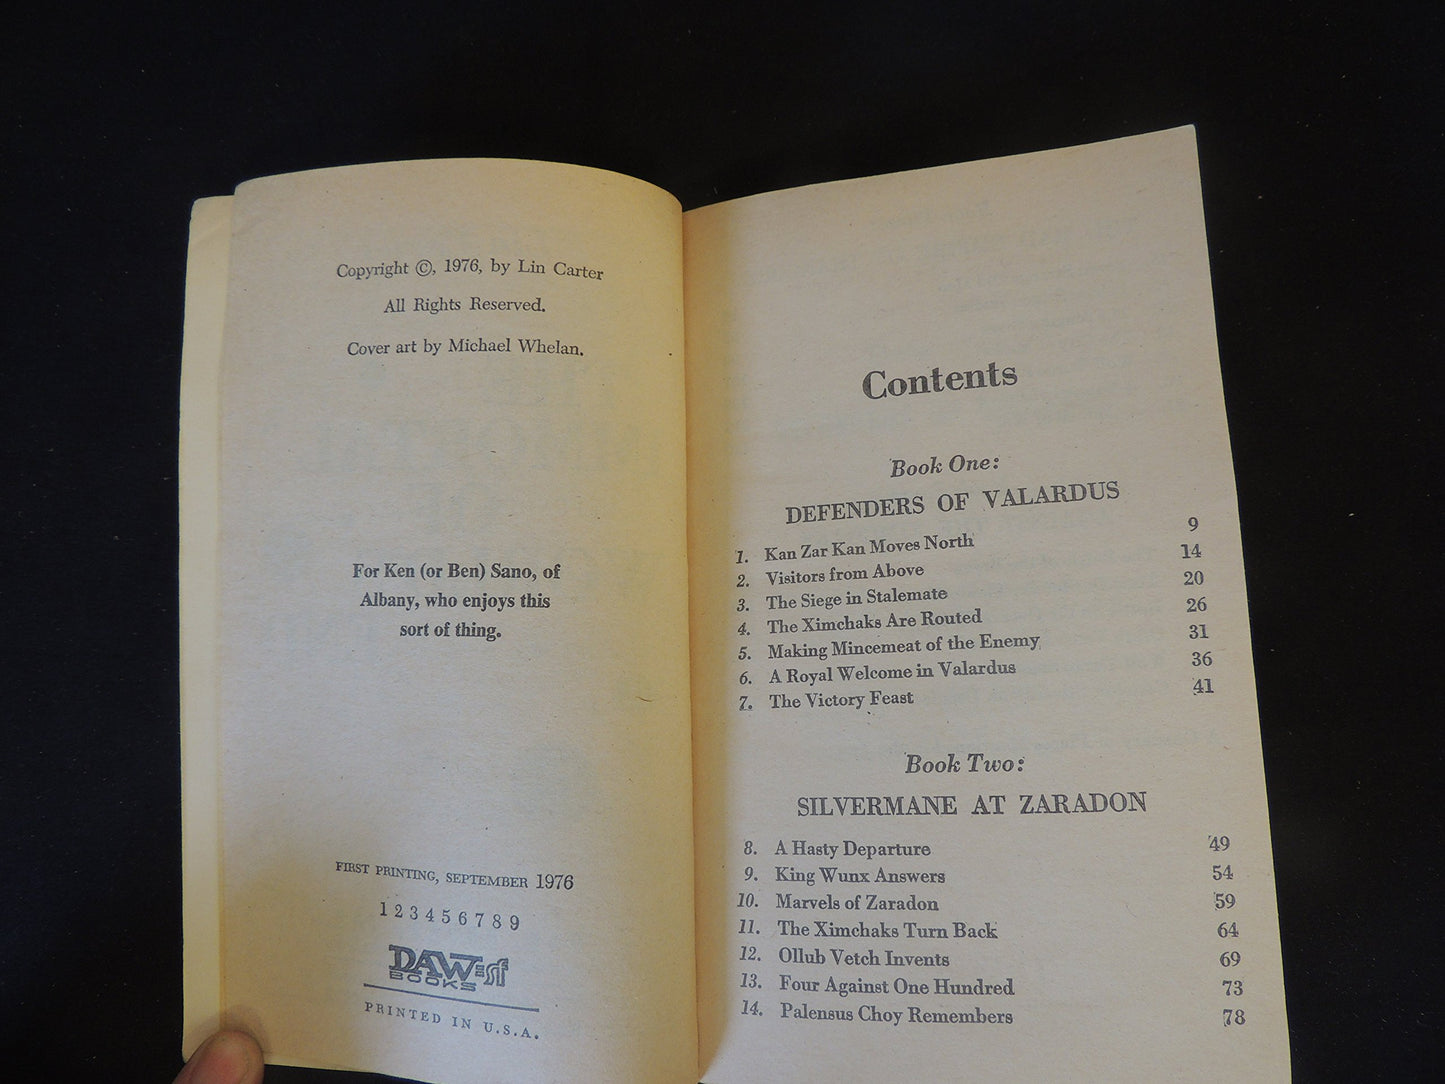 Copyright ©, 1976, by Lin Carter
All Rights Reserved.
Cover art by Michael Whelan.
For Ken (or Ben) Sano, of
Albany, who enjoys this
sort of thing.
FIRST PRINTING, SEPTEMBER 1976
1 2 3 4 5 6 7 8 9
DAW=sf
BOOKS
PRINTED IN U.S.A.
Contents
Book One:
DEFENDERS OF VALARDUS
1. Kan Zar Kan Moves North 9
2. Visitors from Above 14
3. The Siege in Stalemate 20
4. The Ximchaks Are Routed 26
5. Making Mincemeat of the Enemy 31
6. A Royal Welcome in Valardus 36
7. The Victory Feast 41
Book Two:
SILVERMANE AT ZARADON
8. A Hasty Departure 49
9. King Wunx Answers 54
10. Marvels of Zaradon 59
11. The Ximchaks Turn Back 64
12. Ollub Vetch Invents 69
13. Four Against One Hundred 73
14. Palensus Choy Remembers 78